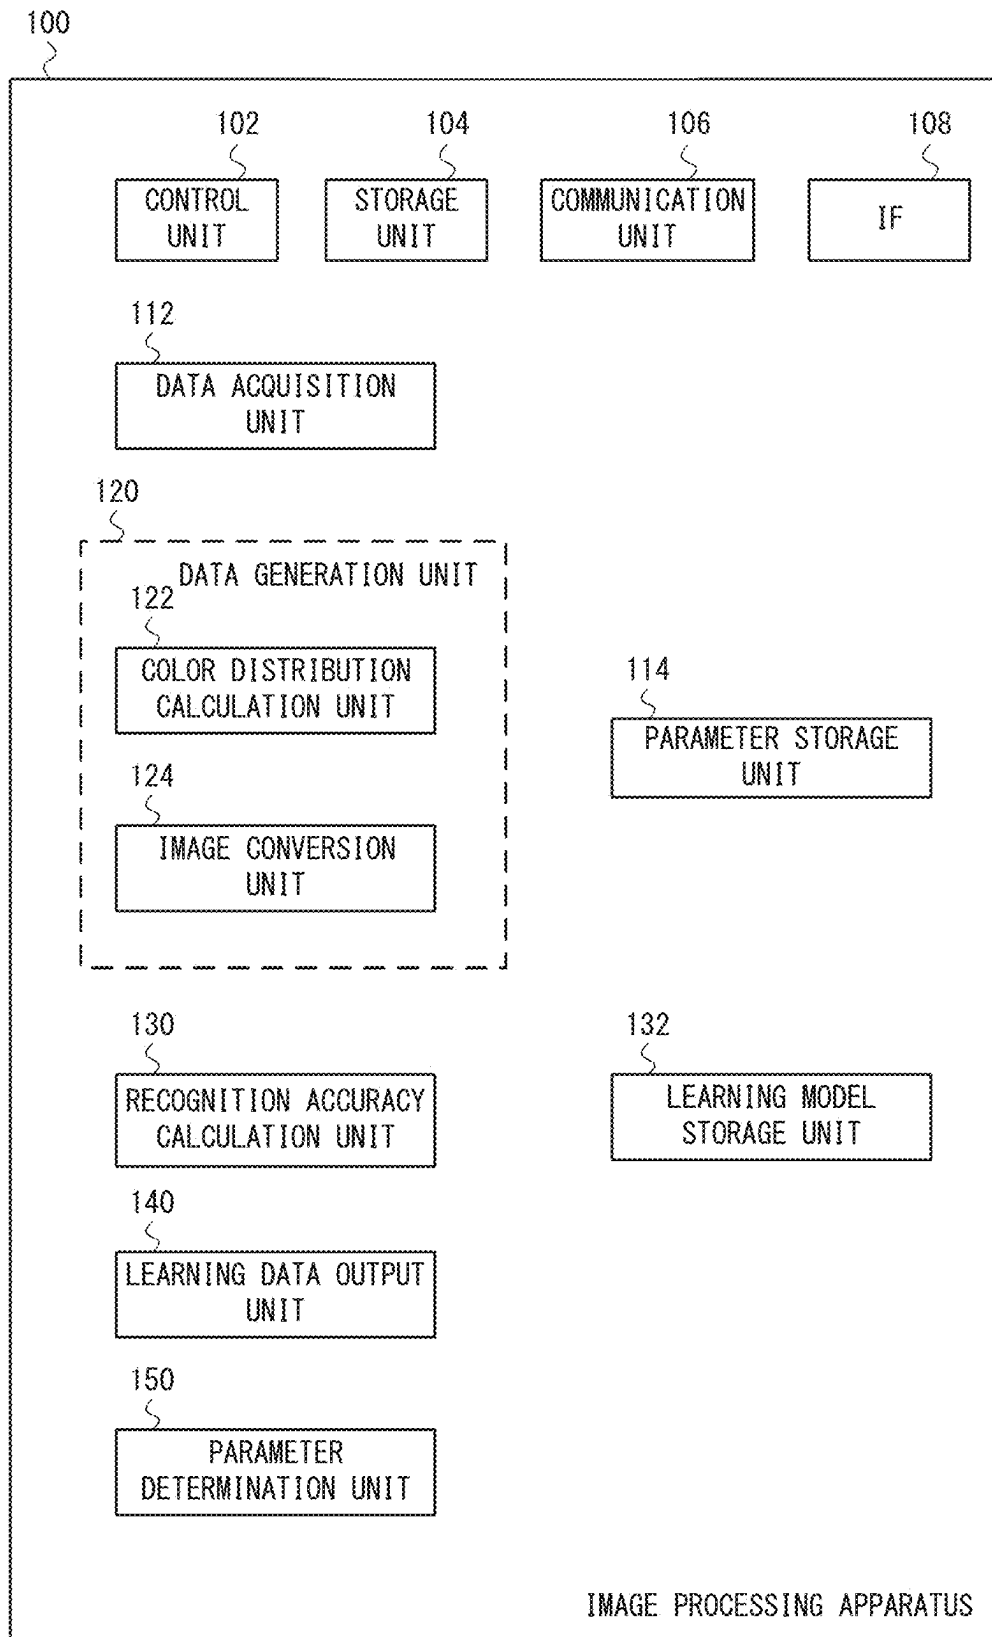 100
102
104
106
108
CONTROL
UNIT
STORAGE
UNIT
COMMUNICATION
UNIT
IF
112
DATA ACQUISITION
UNIT
120
DATA GENERATION UNIT
122
COLOR DISTRIBUTION
CALCULATION UNIT
114
PARAMETER STORAGE
UNIT
124
IMAGE CONVERSION
UNIT
130
RECOGNITION ACCURACY
CALCULATION UNIT
132
LEARNING MODEL
STORAGE UNIT
140
LEARNING DATA OUTPUT
UNIT
150
PARAMETER
DETERMINATION UNIT
IMAGE PROCESSING APPARATUS